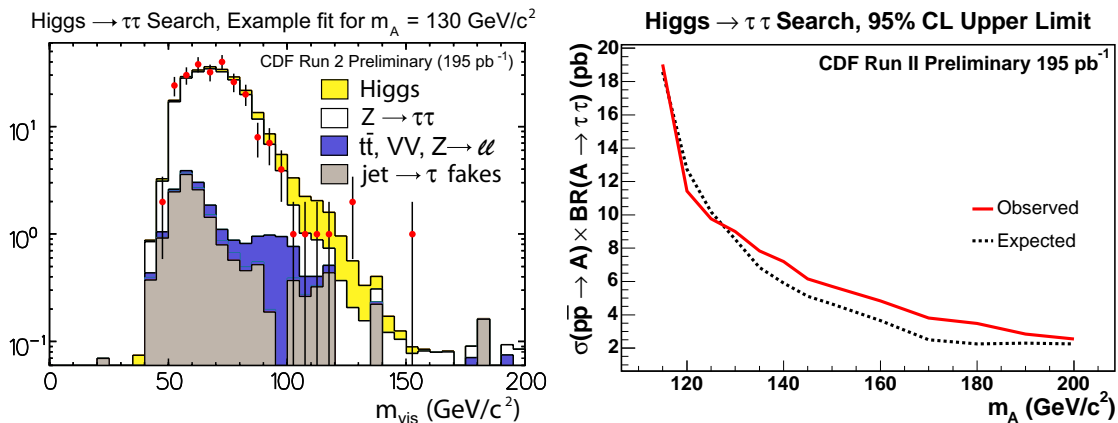 Higgs → ττ Search, Example fit for m_A = 130 GeV/c²
CDF Run 2 Preliminary (195 pb⁻¹)
Higgs
Z → ττ
tt̄, VV, Z→ ℓℓ
jet → τ fakes
10
1
10⁻¹
0 50 100 150 200
m_vis (GeV/c²)
Higgs → τ τ Search, 95% CL Upper Limit
CDF Run II Preliminary 195 pb⁻¹
σ(pp̄ → A) × BR(A → τ τ) (pb)
20
18
16
14
12
10
8
6
4
2
Observed
Expected
120 140 160 180 200
m_A (GeV/c²)